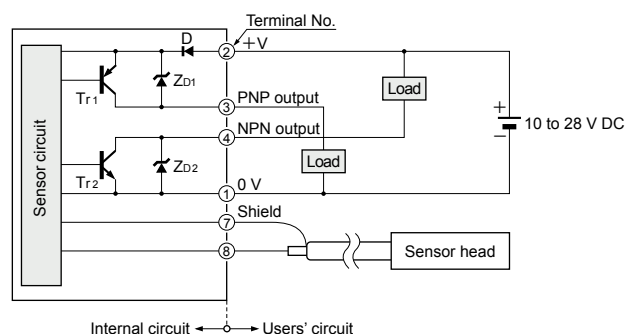 Terminal No.
D
2
+V
Tr1
ZD1
Load
3
PNP output
+
10 to 28 V DC
−
4
NPN output
Sensor circuit
Load
Tr2
ZD2
1
0 V
7
Shield
8
Sensor head
Internal circuit
Users' circuit